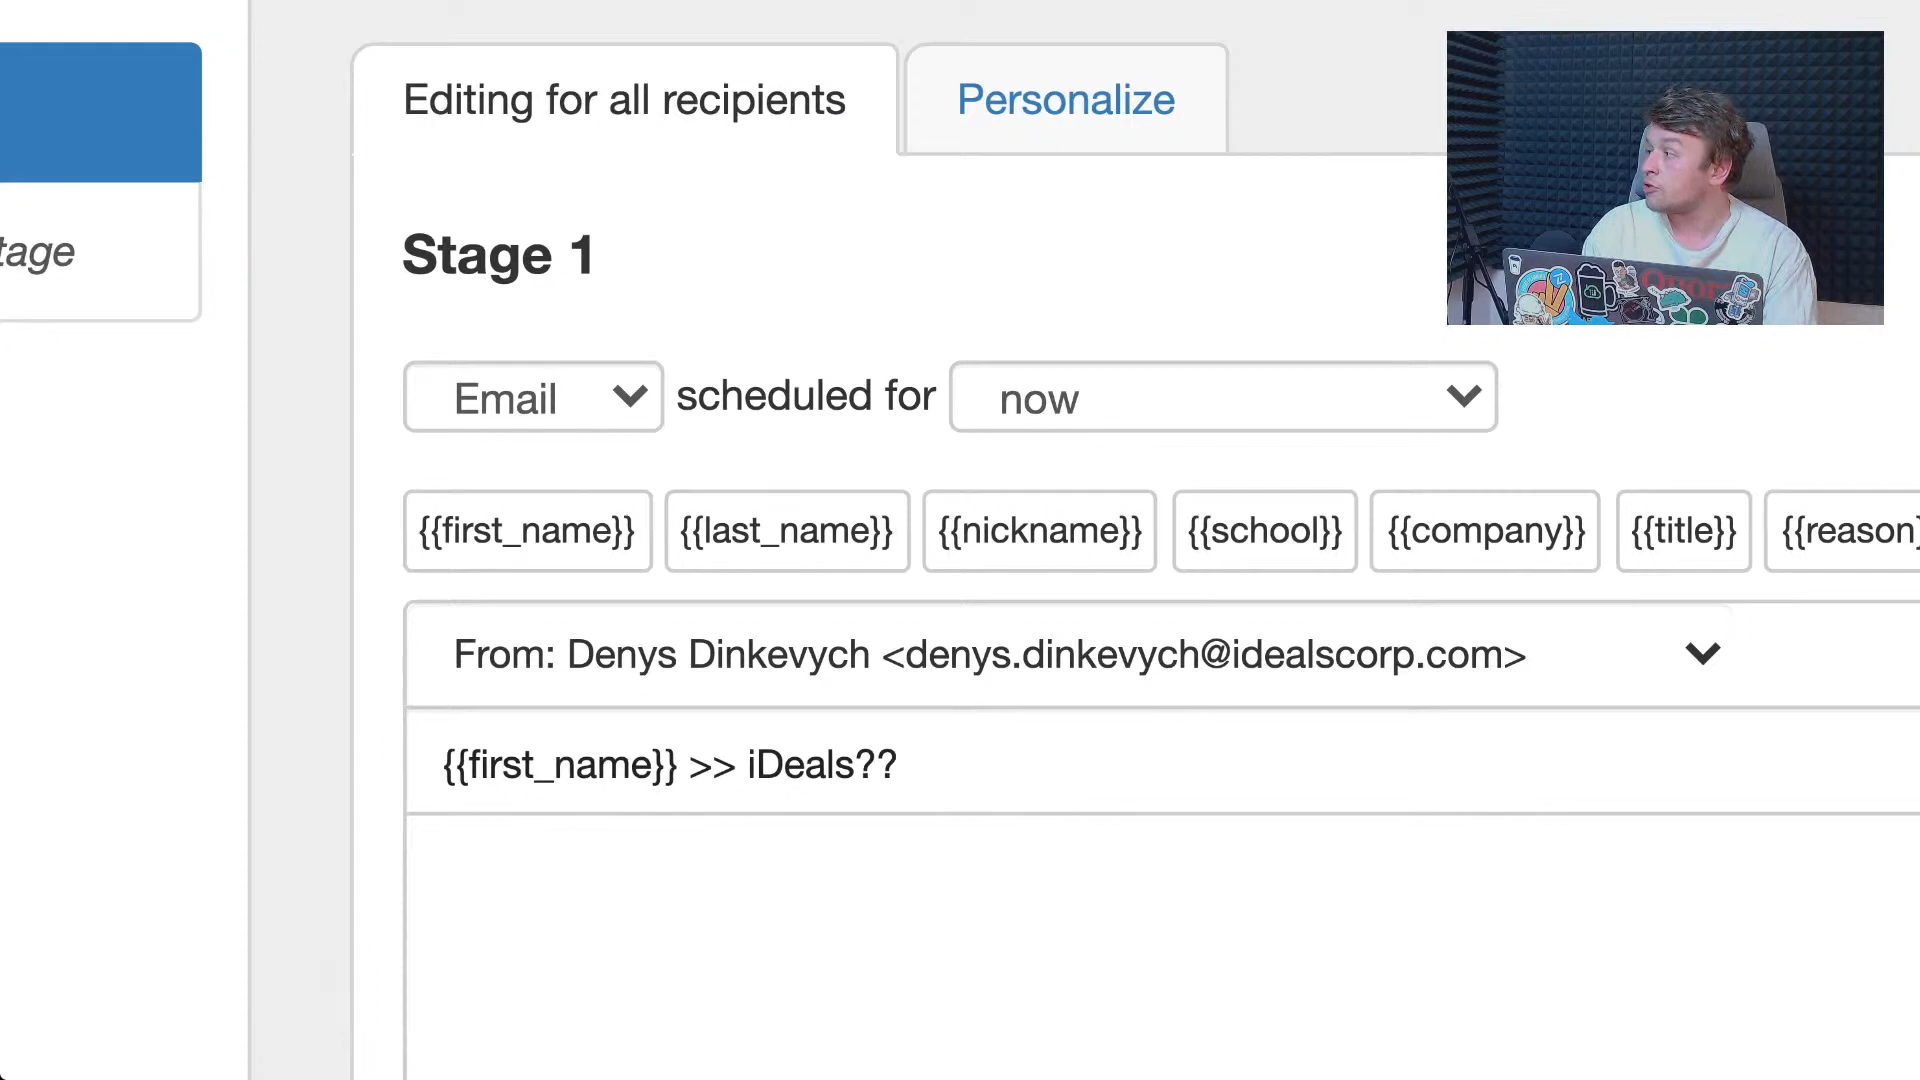 Editing for all recipients
Personalize
tage
Stage 1
Email
scheduled for
now
{{first_name}}
{{last_name}}
{{nickname}}
{{school}}
{{company}}
{{title}}
{{reason}
From: Denys Dinkevych <denys.dinkevych@idealscorp.com>
{{first_name}} >> iDeals??